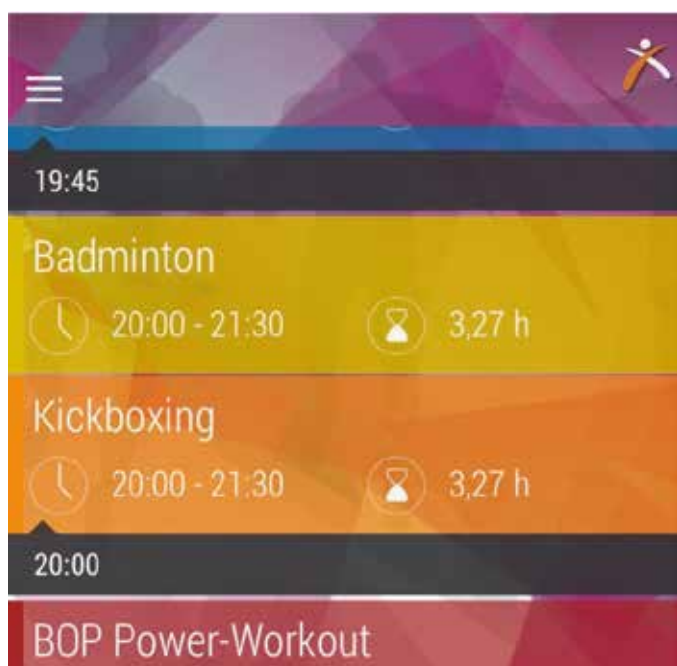 19:45
Badminton
20:00 - 21:30 3,27 h
Kickboxing
20:00 - 21:30 3,27 h
20:00
BOP Power-Workout